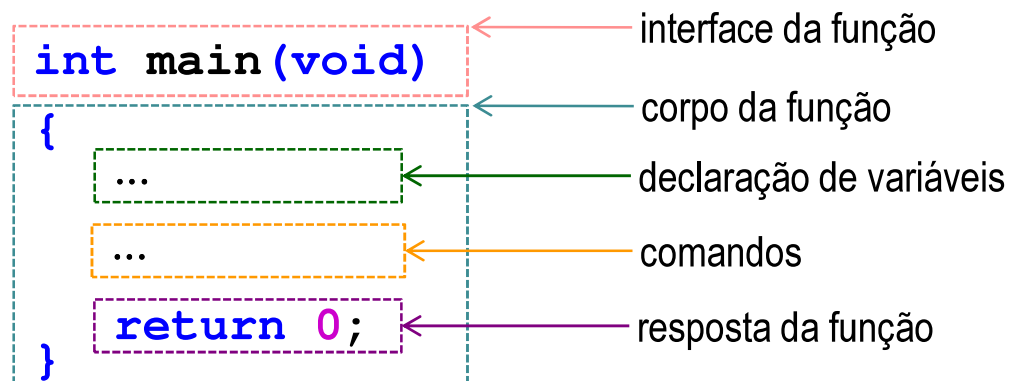 interface da função
int main(void)
corpo da função
{
... declaração de variáveis
... comandos
return 0; resposta da função
}